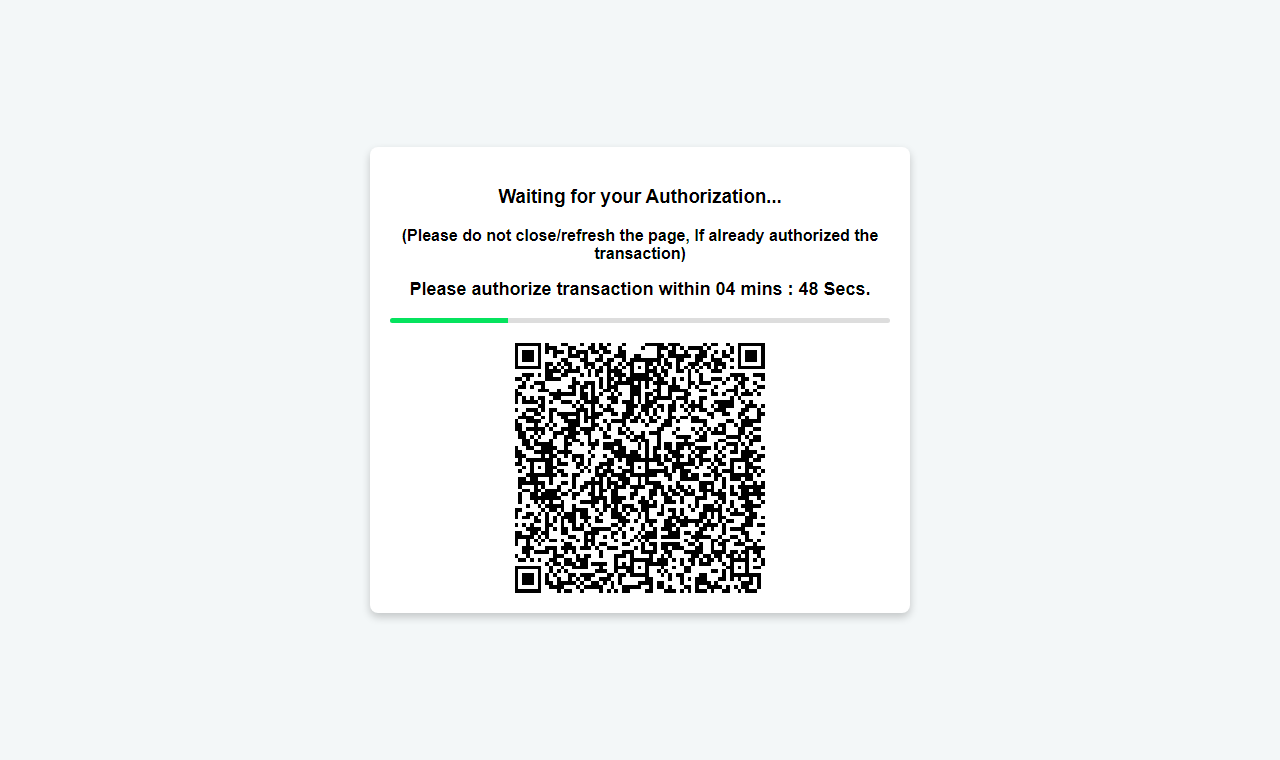 Waiting for your Authorization...
(Please do not close/refresh the page, If already authorized the
transaction)
Please authorize transaction within 04 mins : 48 Secs.